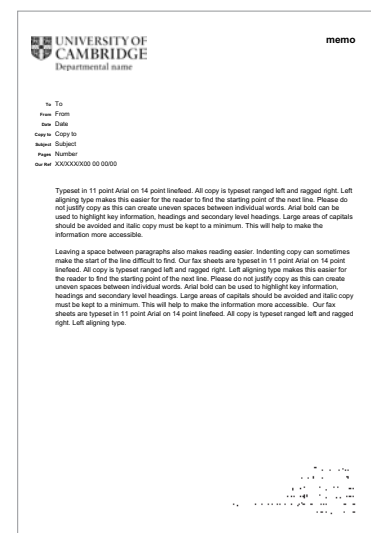 UNIVERSITY OF
CAMBRIDGE
Departmental name
memo
To To
From From
Date Date
Copy to Copy to
Subject Subject
Pages Number
Our Ref XX/XXX/X00 00 00/00
Typeset in 11 point Arial on 14 point linefeed. All copy is typeset ranged left and ragged right. Left
aligning type makes this easier for the reader to find the starting point of the next line. Please do
not justify copy as this can create uneven spaces between individual words. Arial bold can be
used to highlight key information, headings and secondary level headings. Large areas of capitals
should be avoided and italic copy must be kept to a minimum. This will help to make the
information more accessible.
Leaving a space between paragraphs also makes reading easier. Indenting copy can sometimes
make the start of the line difficult to find. Our fax sheets are typeset in 11 point Arial on 14 point
linefeed. All copy is typeset ranged left and ragged right. Left aligning type makes this easier for
the reader to find the starting point of the next line. Please do not justify copy as this can create
uneven spaces between individual words. Arial bold can be used to highlight key information,
headings and secondary level headings. Large areas of capitals should be avoided and italic copy
must be kept to a minimum. This will help to make the information more accessible. Our fax
sheets are typeset in 11 point Arial on 14 point linefeed. All copy is typeset ranged left and ragged
right. Left aligning type.